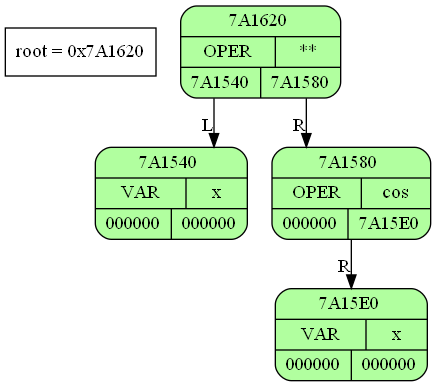 root = 0x7A1620
7A1620
OPER **
7A1540 7A1580
L R
7A1540 7A1580
VAR x OPER cos
000000 000000 000000 7A15E0
R
7A15E0
VAR x
000000 000000